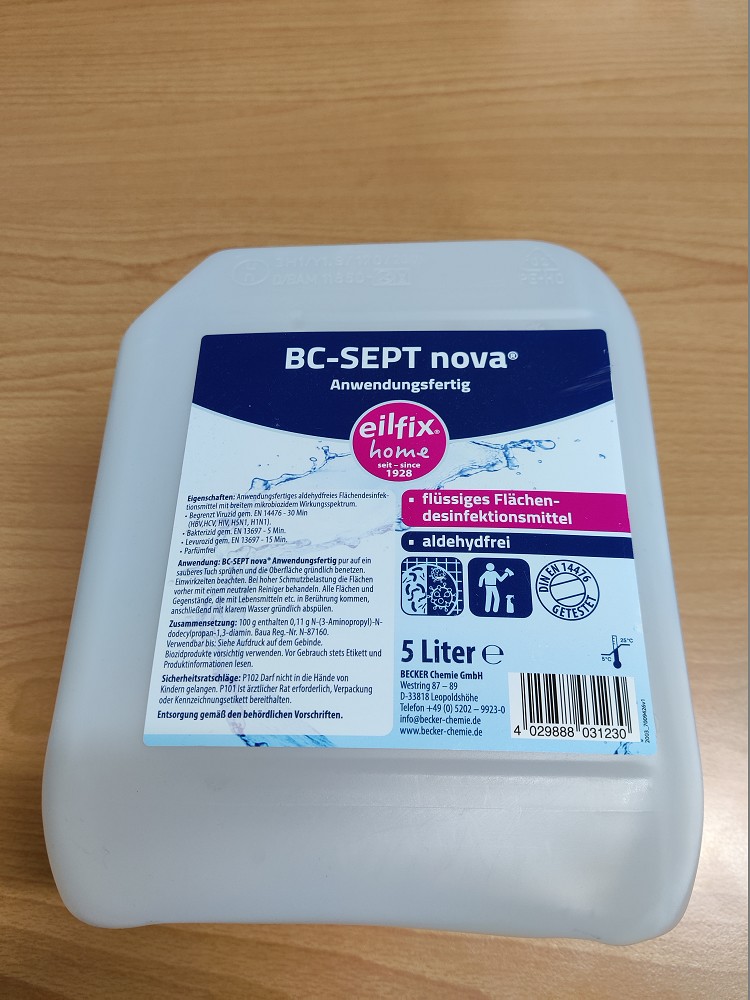 BC-SEPT nova®
Anwendungsfertig
eilfix®
home
seit – since
1928
Eigenschaften: Anwendungsfertiges aldehydfreies Flächendesinfek-
tionsmittel mit breitem mikrobiozidem Wirkungsspektrum.
• Begrenzt Viruzid gem. EN 14476 - 30 Min
(HBV,HCV, HIV, H5N1, H1N1).
• Bakterizid gem. EN 13697 - 5 Min.
• Levurozid gem. EN 13697 - 15 Min.
• Parfümfrei
Anwendung: BC-SEPT nova® Anwendungsfertig pur auf ein
sauberes Tuch sprühen und die Oberfläche gründlich benetzen.
Einwirkzeiten beachten. Bei hoher Schmutzbelastung die Flächen
vorher mit einem neutralen Reiniger behandeln. Alle Flächen und
Gegenstände, die mit Lebensmitteln etc. in Berührung kommen,
anschließend mit klarem Wasser gründlich abspülen.
Zusammensetzung: 100 g enthalten 0,11 g N-(3-Aminopropyl)-N-
dodecylpropan-1,3-diamin. Baua Reg.-Nr. N-87160.
Verwendbar bis: Siehe Aufdruck auf dem Gebinde.
Biozidprodukte vorsichtig verwenden. Vor Gebrauch stets Etikett und
Produktinformationen lesen.
Sicherheitsratschläge: P102 Darf nicht in die Hände von
Kindern gelangen. P101 Ist ärztlicher Rat erforderlich, Verpackung
oder Kennzeichnungsetikett bereithalten.
Entsorgung gemäß den behördlichen Vorschriften.
▪ flüssiges Flächen-
desinfektionsmittel
▪ aldehydfrei
DIN EN 14476
GETESTET
5 Liter ℮
25°C
5°C
BECKER Chemie GmbH
Westring 87 – 89
D-33818 Leopoldshöhe
Telefon +49 (0) 5202 – 9923-0
info@becker-chemie.de
www.becker-chemie.de
4 029888 031230